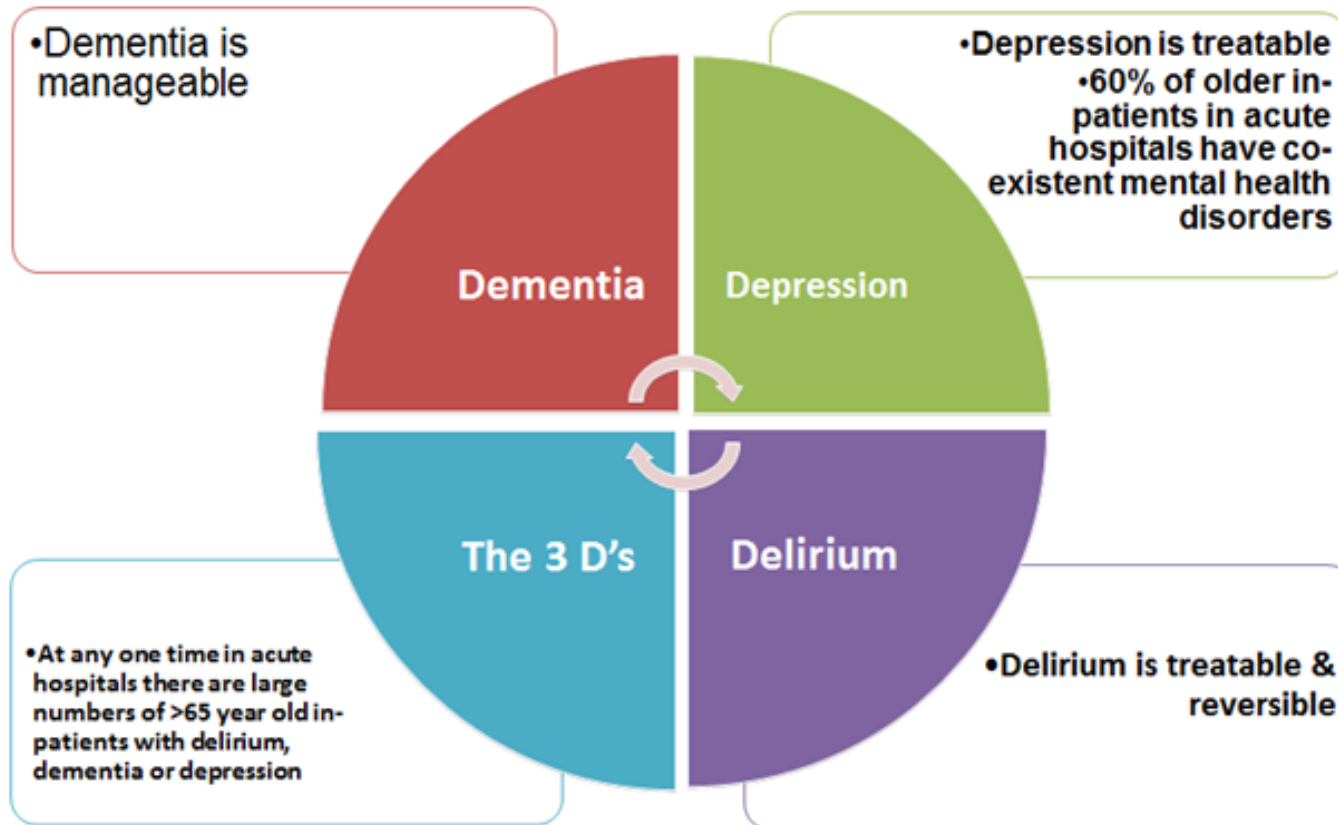 •Dementia is
manageable
•Depression is treatable
•60% of older in-
patients in acute
hospitals have co-
existent mental health
disorders
Dementia
Depression
The 3 D's
Delirium
•At any one time in acute
hospitals there are large
numbers of >65 year old in-
patients with delirium,
dementia or depression
•Delirium is treatable &
reversible